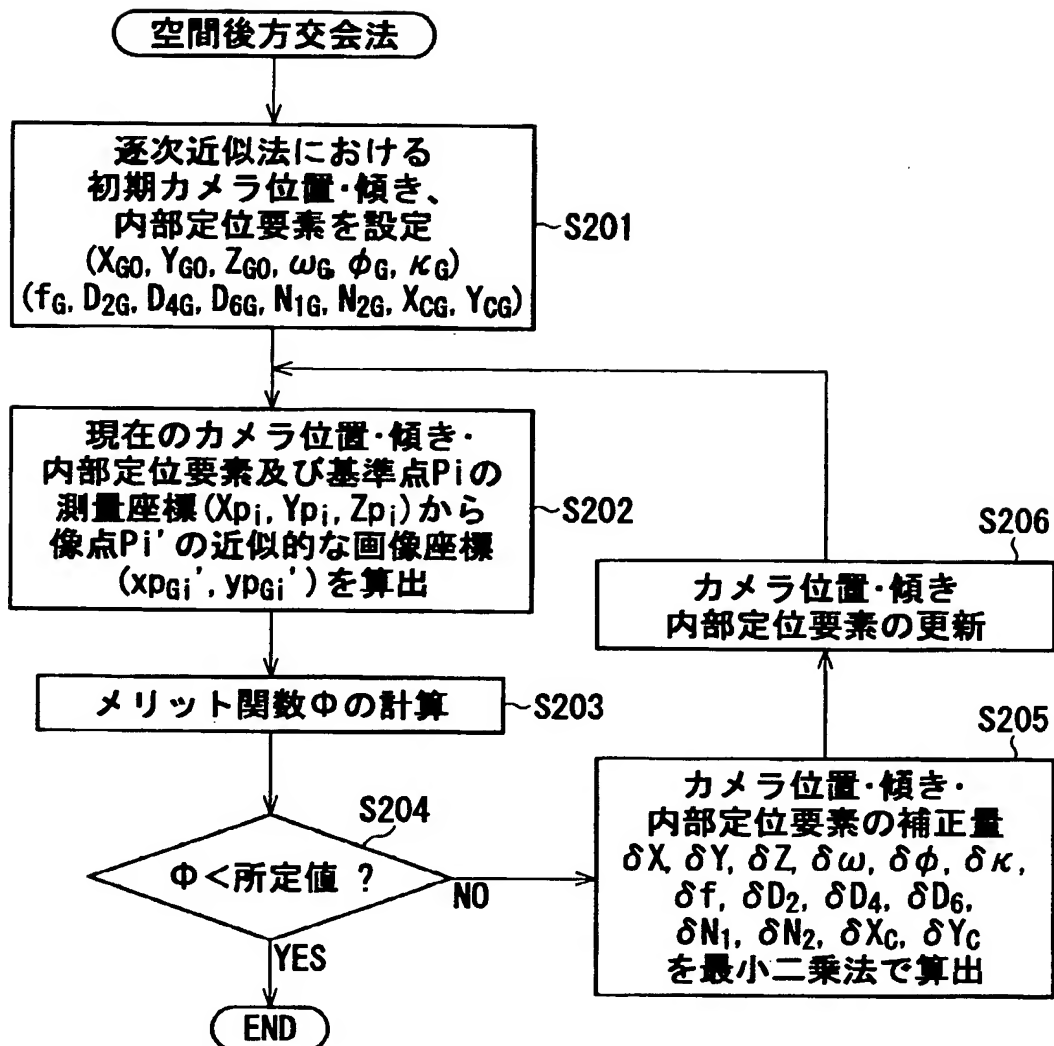 空間後方交会法
逐次近似法における
初期カメラ位置・傾き、
内部定位要素を設定
(XGO, YGO, ZGO, ωG, φG, κG)
(fG, D2G, D4G, D6G, N1G, N2G, XCG, YCG)
S201
現在のカメラ位置・傾き・
内部定位要素及び基準点Piの
測量座標(Xpi, Ypi, Zpi)から
像点Pi'の近似的な画像座標
(xpGi', ypGi')を算出
S202
メリット関数Φの計算
S203
S204
Φ<所定値 ?
NO
YES
END
S205
カメラ位置・傾き・
内部定位要素の補正量
δX, δY, δZ, δω, δφ, δκ,
δf, δD2, δD4, δD6,
δN1, δN2, δXC, δYC
を最小二乗法で算出
S206
カメラ位置・傾き
内部定位要素の更新